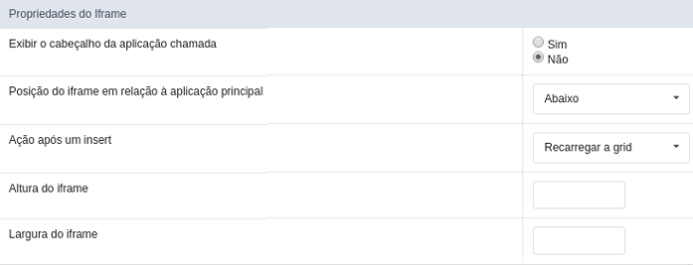 Propriedades do Iframe
Exibir o cabeçalho da aplicação chamada
Sim
Não
Posição do iframe em relação à aplicação principal
Abaixo
Ação após um insert
Recarregar a grid
Altura do iframe
Largura do iframe